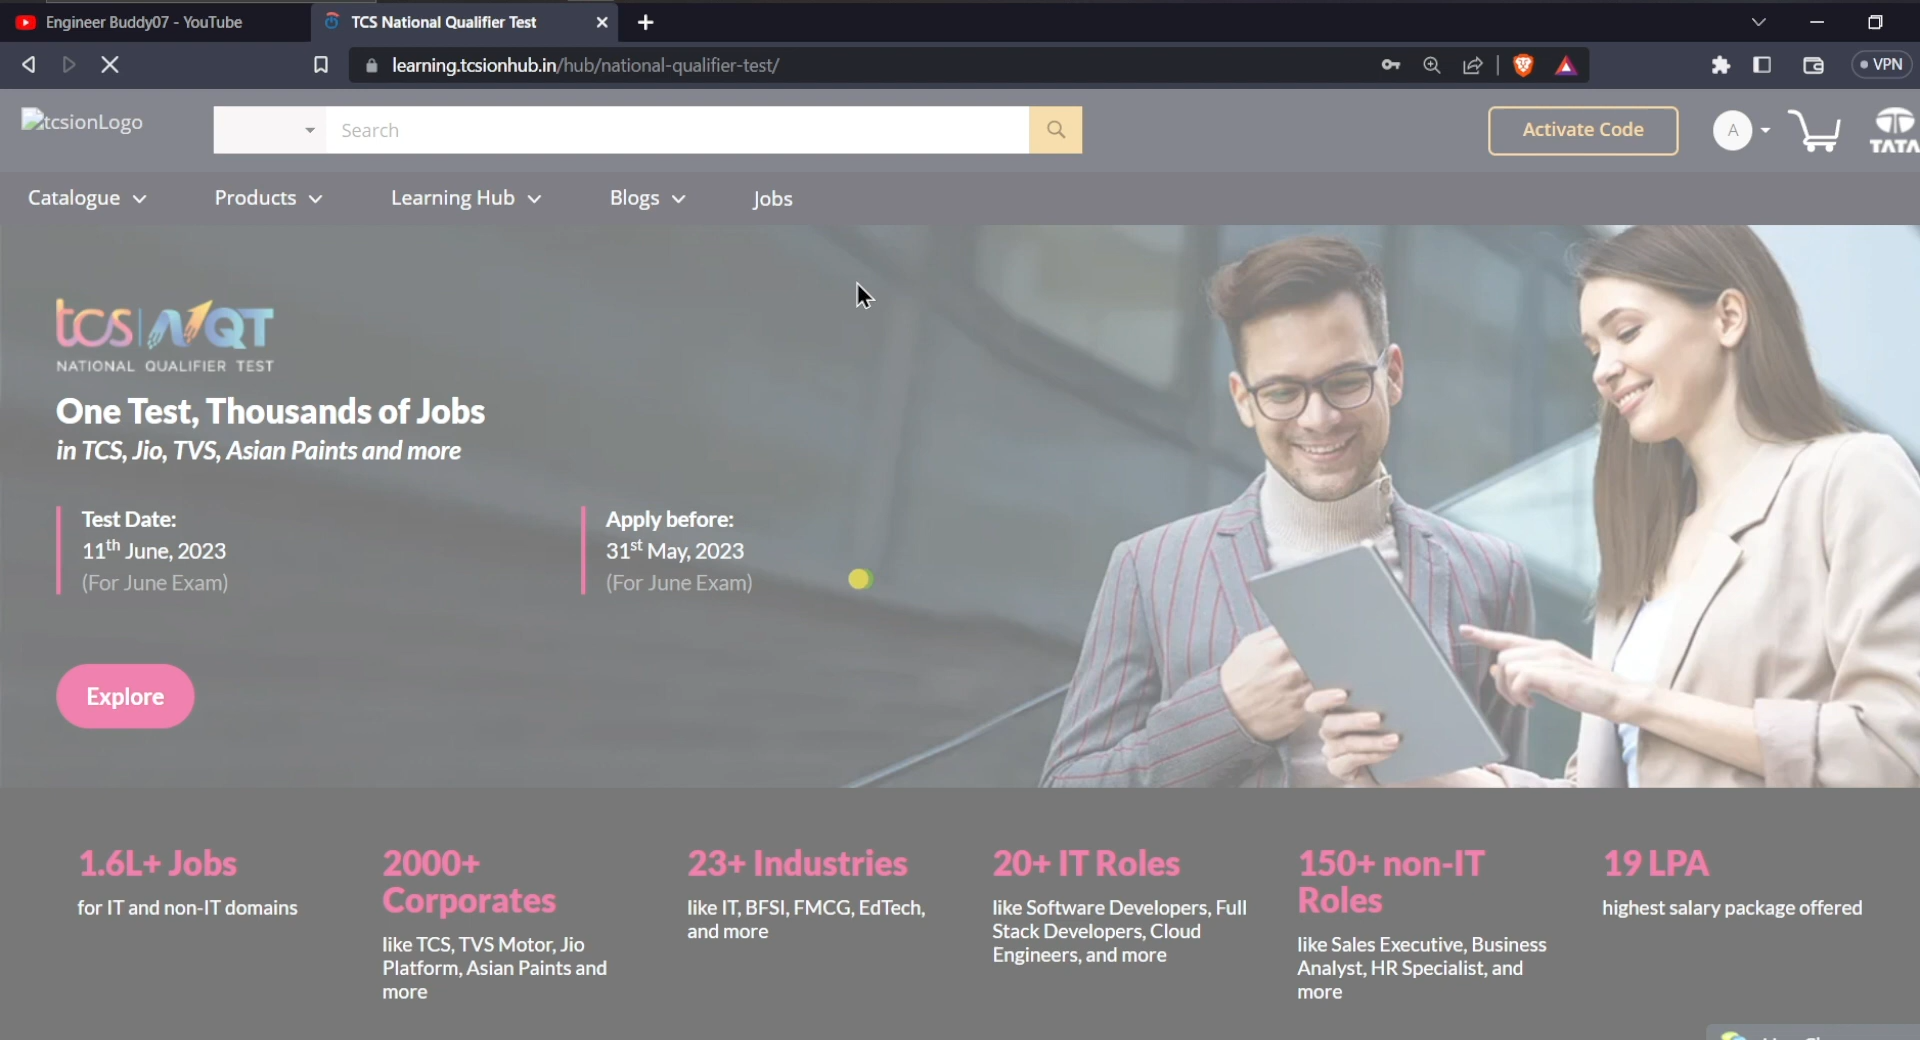 Engineer Buddy07 - YouTube
TCS National Qualifier Test
learning.tcsionhub.in/hub/national-qualifier-test/
VPN
tcsionLogo
Search
Activate Code
A
TATA
Catalogue
Products
Learning Hub
Blogs
Jobs
tcs NQT
NATIONAL QUALIFIER TEST
One Test, Thousands of Jobs
in TCS, Jio, TVS, Asian Paints and more
Test Date:
11th June, 2023
(For June Exam)
Apply before:
31st May, 2023
(For June Exam)
Explore
1.6L+ Jobs
for IT and non-IT domains
2000+
Corporates
like TCS, TVS Motor, Jio
Platform, Asian Paints and
more
23+ Industries
like IT, BFSI, FMCG, EdTech,
and more
20+ IT Roles
like Software Developers, Full
Stack Developers, Cloud
Engineers, and more
150+ non-IT
Roles
like Sales Executive, Business
Analyst, HR Specialist, and
more
19 LPA
highest salary package offered